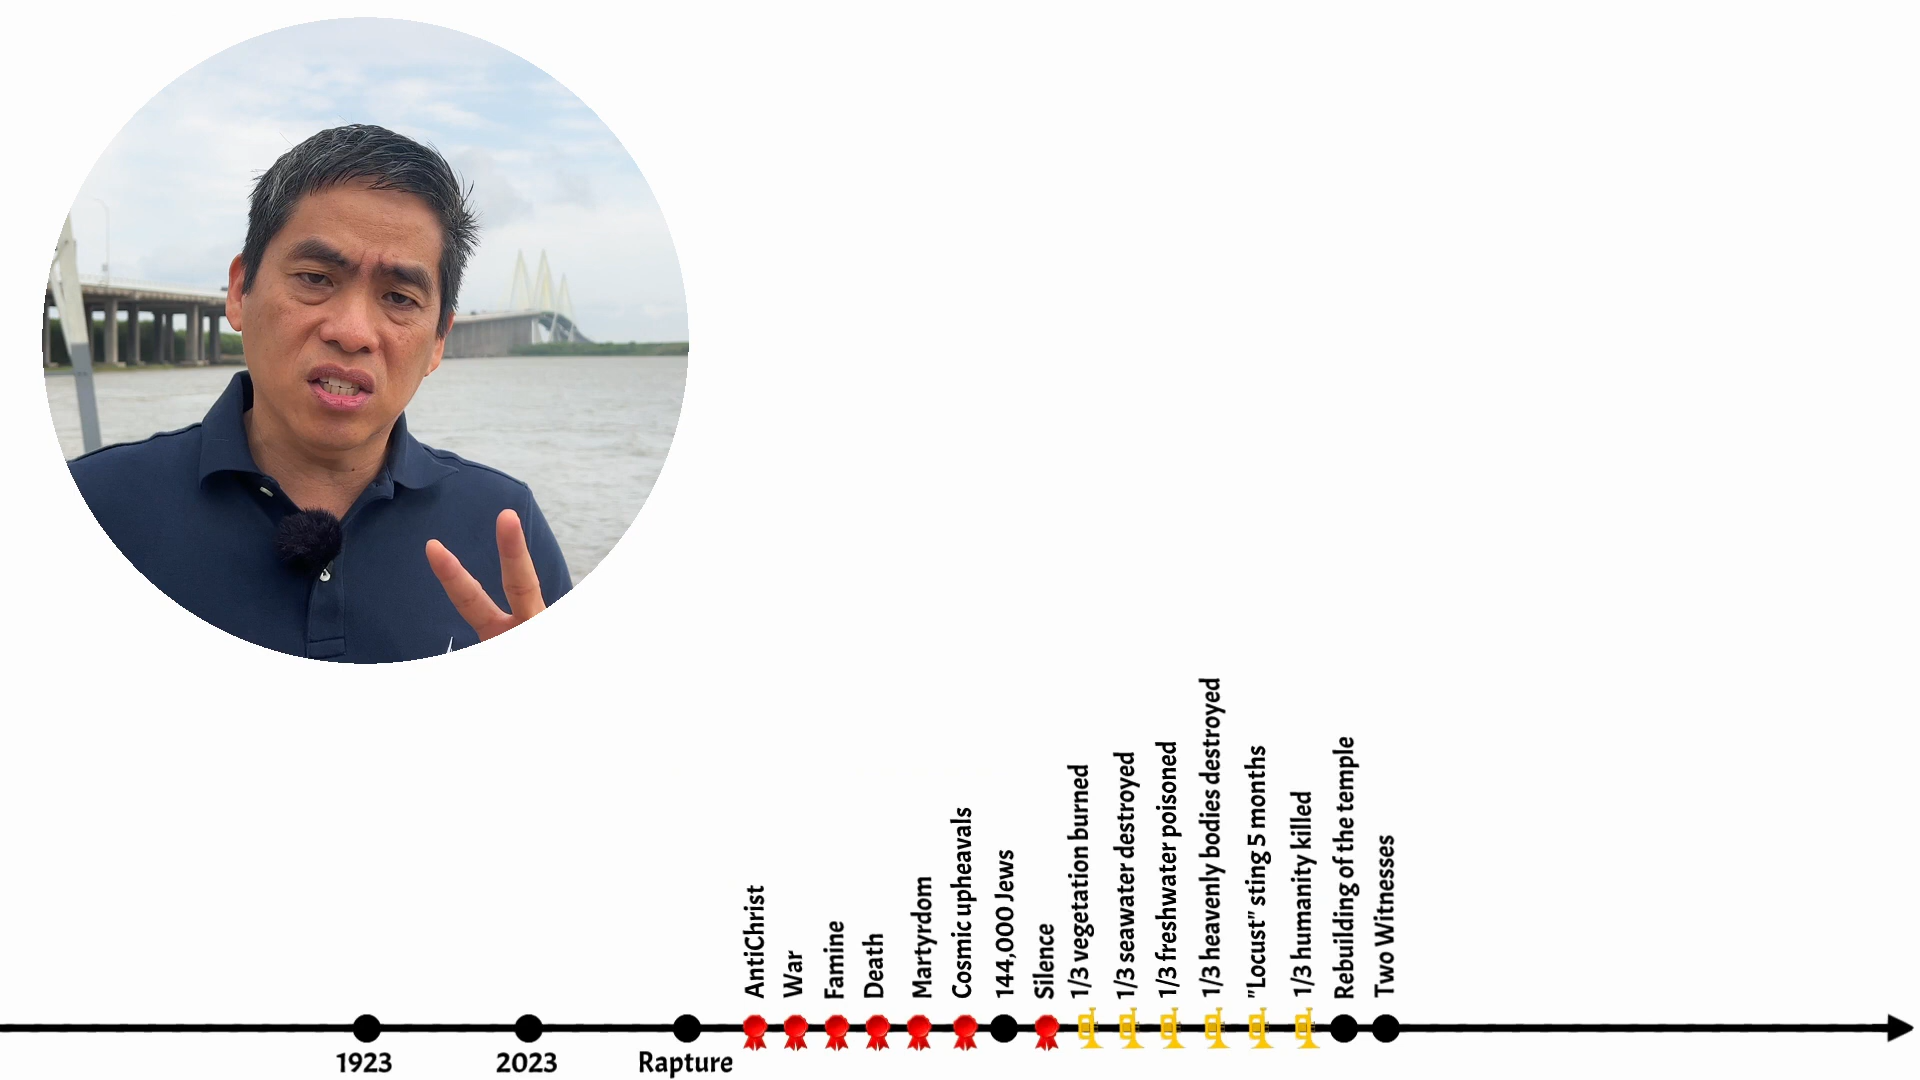 AntiChrist
War
Famine
Death
Martyrdom
Cosmic upheavals
144,000 Jews
Silence
1/3 vegetation burned
1/3 seawater destroyed
1/3 freshwater poisoned
1/3 heavenly bodies destroyed
"Locust" sting 5 months
1/3 humanity killed
Rebuilding of the temple
Two Witnesses
1923
2023
Rapture